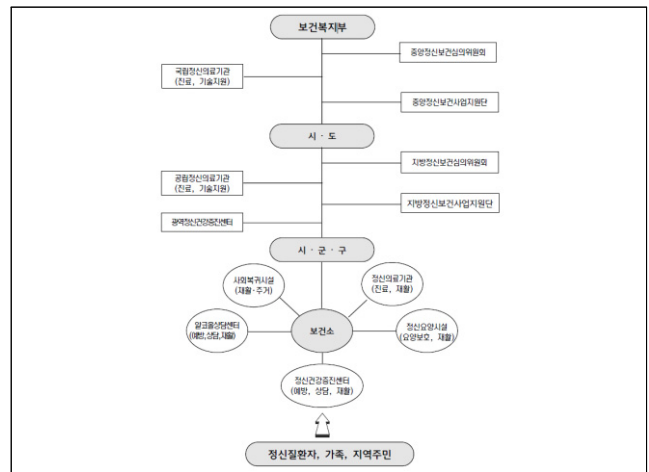 보건복지부
중앙정신보건심의위원회
국립정신의료기관
(진료, 기술지원)
중앙정신보건사업지원단
시 · 도
지방정신보건심의위원회
공립정신의료기관
(진료, 기술지원)
지방정신보건사업지원단
광역정신건강증진센터
시 · 군 · 구
사회복귀시설
(재활·주거)
정신의료기관
(진료, 재활)
알코올상담센터
(예방,상담,재활)
보건소
정신요양시설
(요양보호, 재활)
정신건강증진센터
(예방, 상담, 재활)
정신질환자, 가족, 지역주민